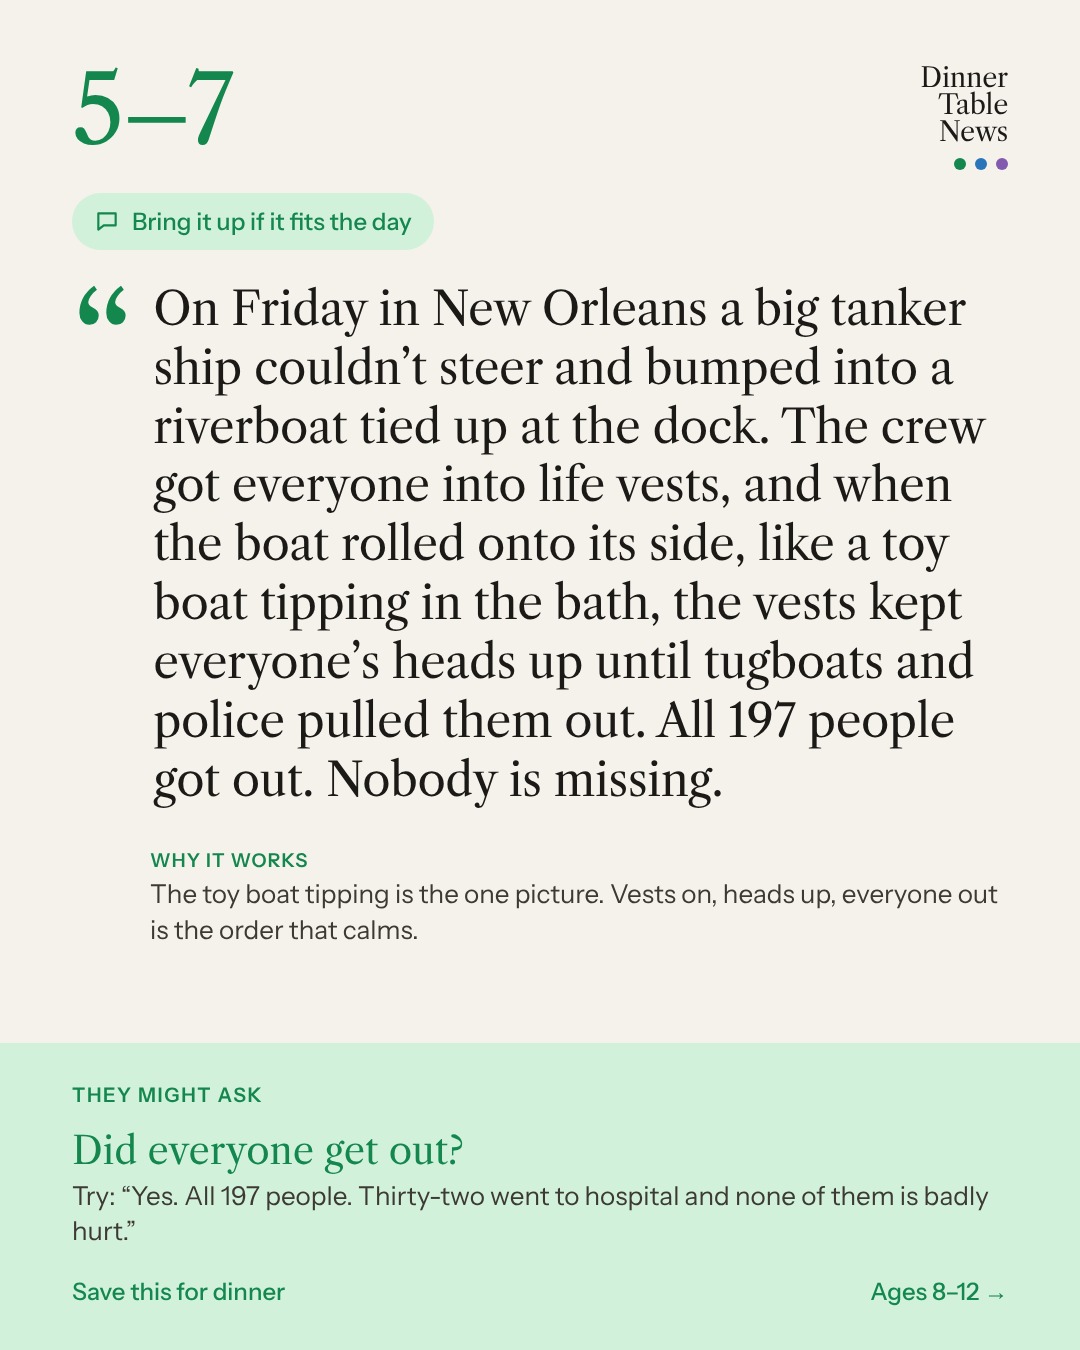 5–7
Dinner
Table
News
Bring it up if it fits the day
“On Friday in New Orleans a big tanker
ship couldn’t steer and bumped into a
riverboat tied up at the dock. The crew
got everyone into life vests, and when
the boat rolled onto its side, like a toy
boat tipping in the bath, the vests kept
everyone’s heads up until tugboats and
police pulled them out. All 197 people
got out. Nobody is missing.
WHY IT WORKS
The toy boat tipping is the one picture. Vests on, heads up, everyone out
is the order that calms.
THEY MIGHT ASK
Did everyone get out?
Try: “Yes. All 197 people. Thirty-two went to hospital and none of them is badly
hurt.”
Save this for dinner
Ages 8–12 →